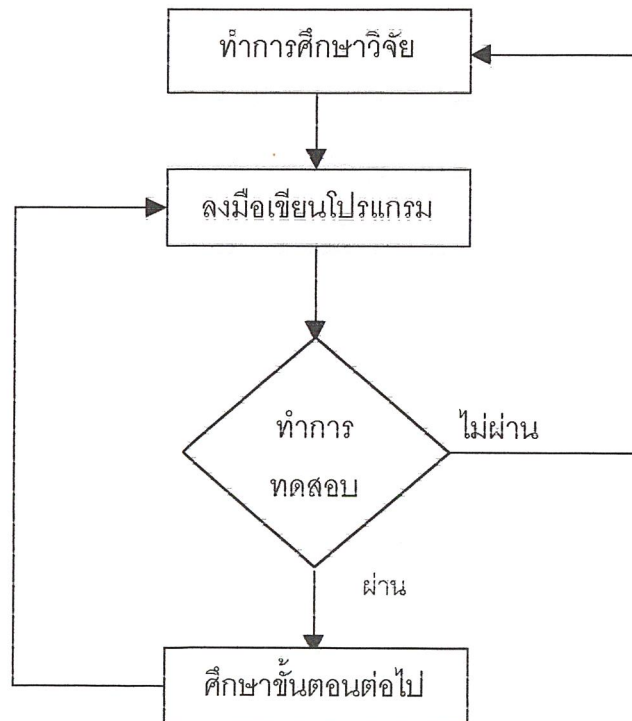 ทำการศึกษาวิจัย
ลงมือเขียนโปรแกรม
ทำการ
ทดสอบ
ไม่ผ่าน
ผ่าน
ศึกษาขั้นตอนต่อไป